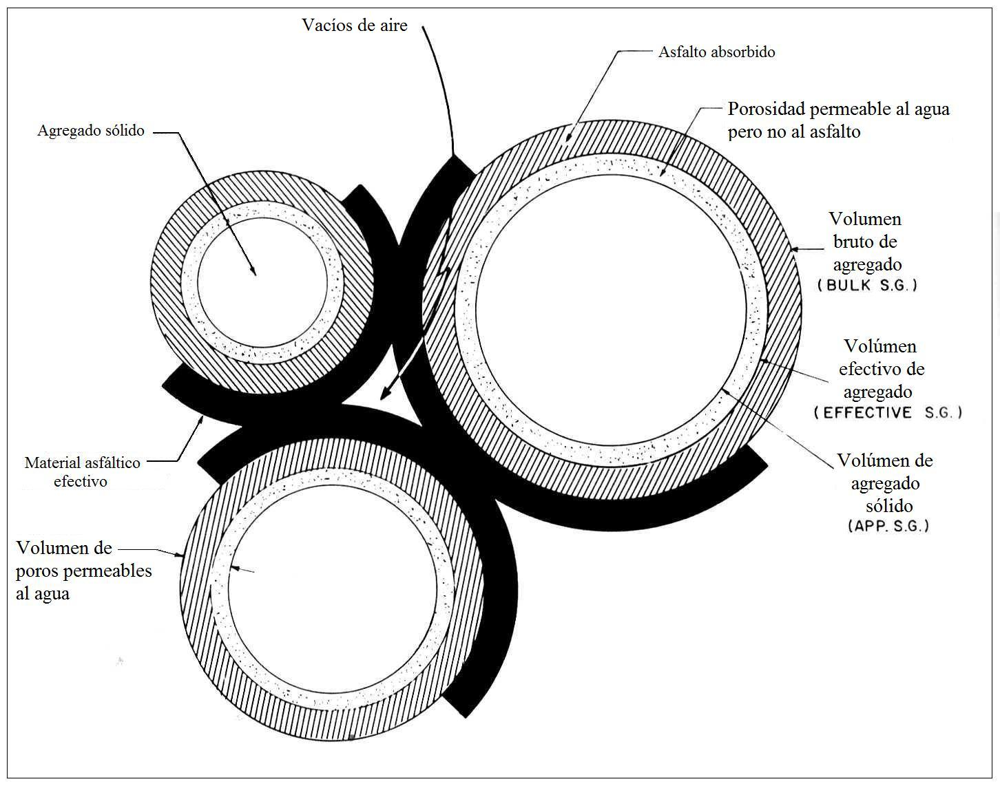 Vacíos de aire
Asfalto absorbido
Porosidad permeable al agua
pero no al asfalto
Agregado sólido
Volumen
bruto de
agregado
(BULK S.G.)
Volúmen
efectivo de
agregado
(EFFECTIVE S.G.)
Material asfáltico
efectivo
Volúmen de
agregado
sólido
(APP. S.G.)
Volumen de
poros permeables
al agua